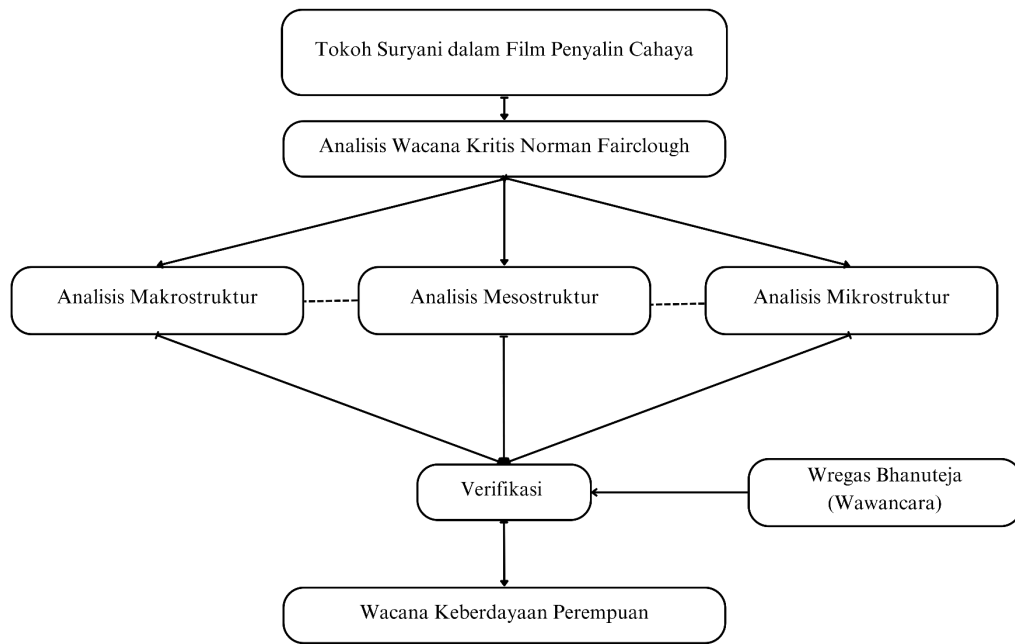 Tokoh Suryani dalam Film Penyalin Cahaya
Analisis Wacana Kritis Norman Fairclough
Analisis Makrostruktur
Analisis Mesostruktur
Analisis Mikrostruktur
Verifikasi
Wregas Bhanuteja
(Wawancara)
Wacana Keberdayaan Perempuan